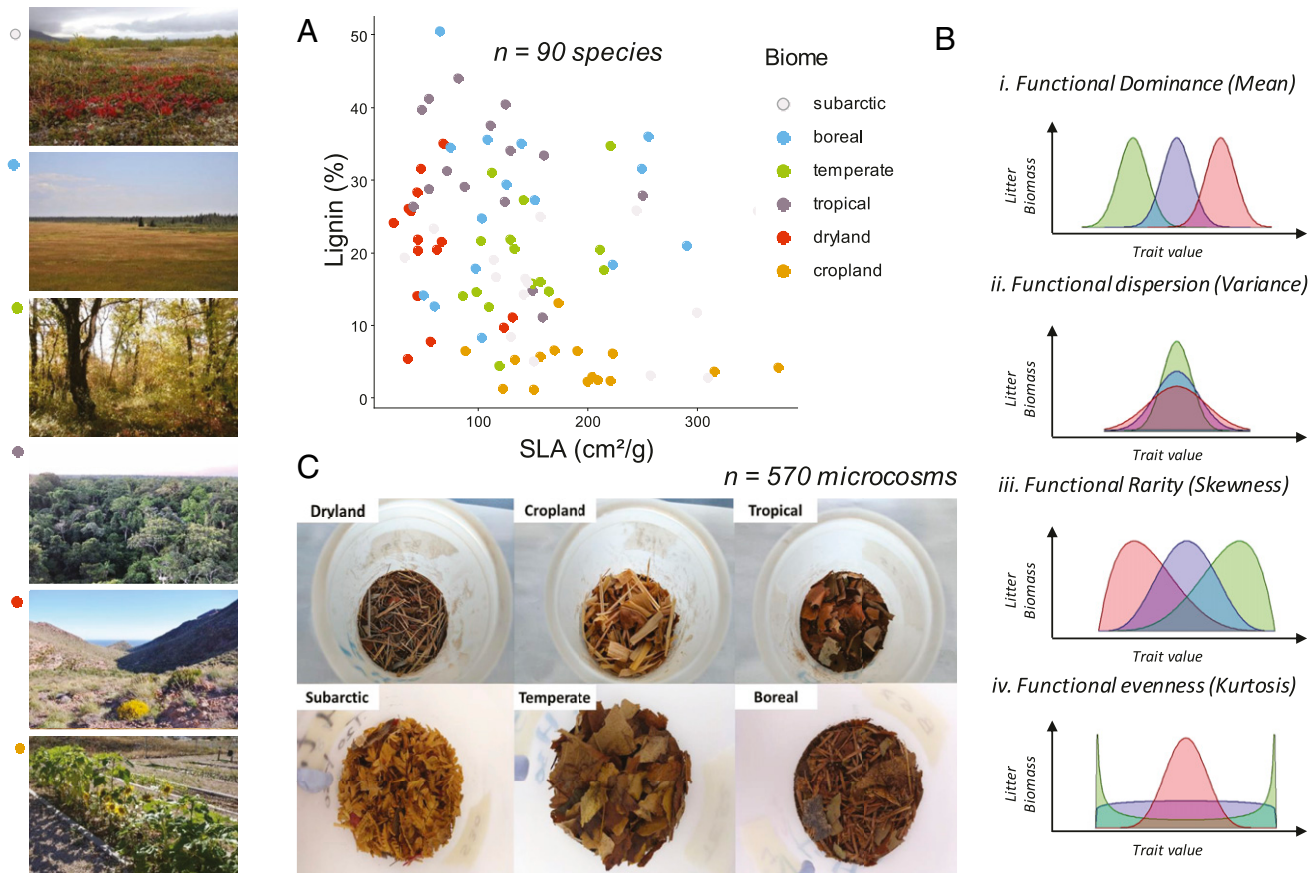 A
n = 90 species
50
40
30
20
10
0
Lignin (%)
100
200
300
SLA (cm²/g)
Biome
subarctic
boreal
temperate
tropical
dryland
cropland
B
i. Functional Dominance (Mean)
Litter
Biomass
Trait value
ii. Functional dispersion (Variance)
Litter
Biomass
Trait value
iii. Functional Rarity (Skewness)
Litter
Biomass
Trait value
iv. Functional evenness (Kurtosis)
Litter
Biomass
Trait value
C
n = 570 microcosms
Dryland
Cropland
Tropical
Subarctic
Temperate
Boreal